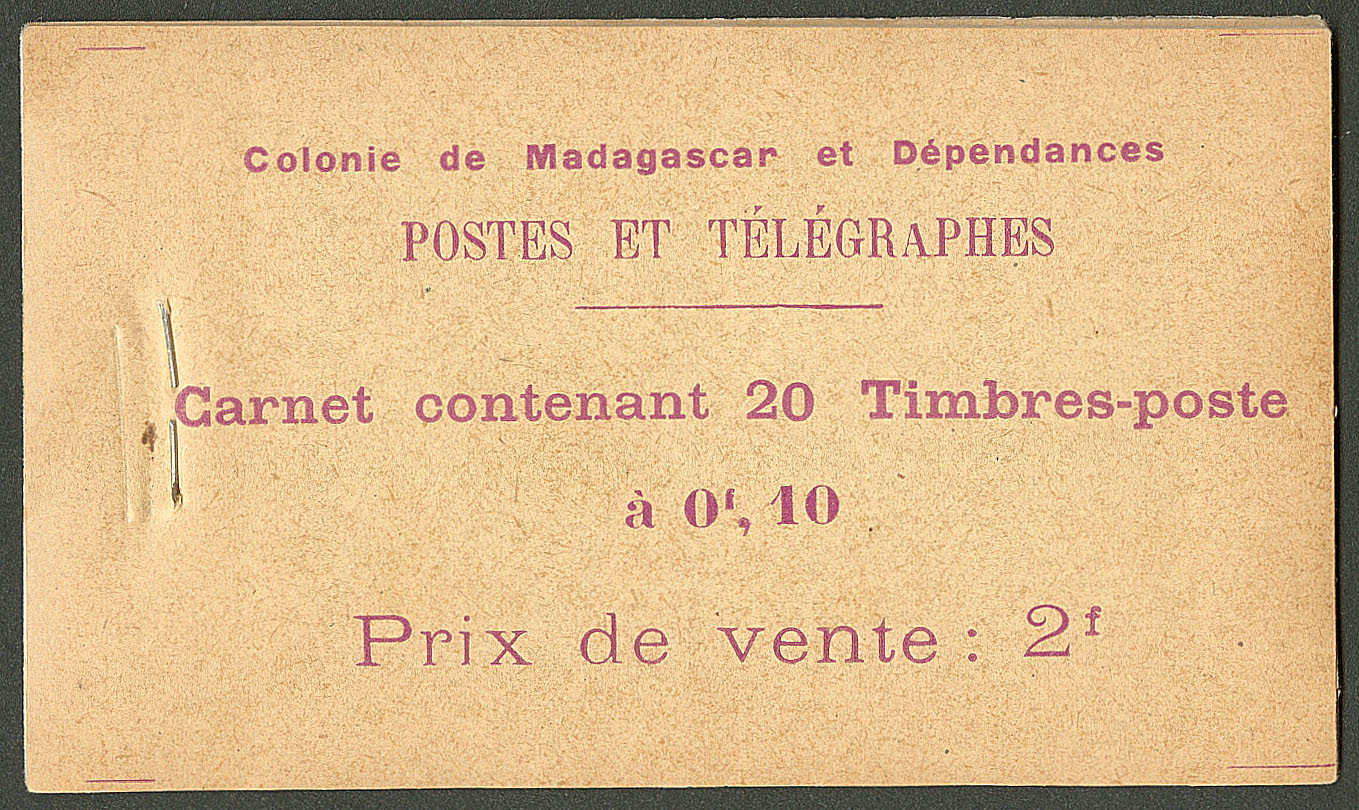 Colonie de Madagascar et Dépendances
POSTES ET TÉLÉGRAPHES
Carnet contenant 20 Timbres-poste
à 0f, 10
Prix de vente : 2f